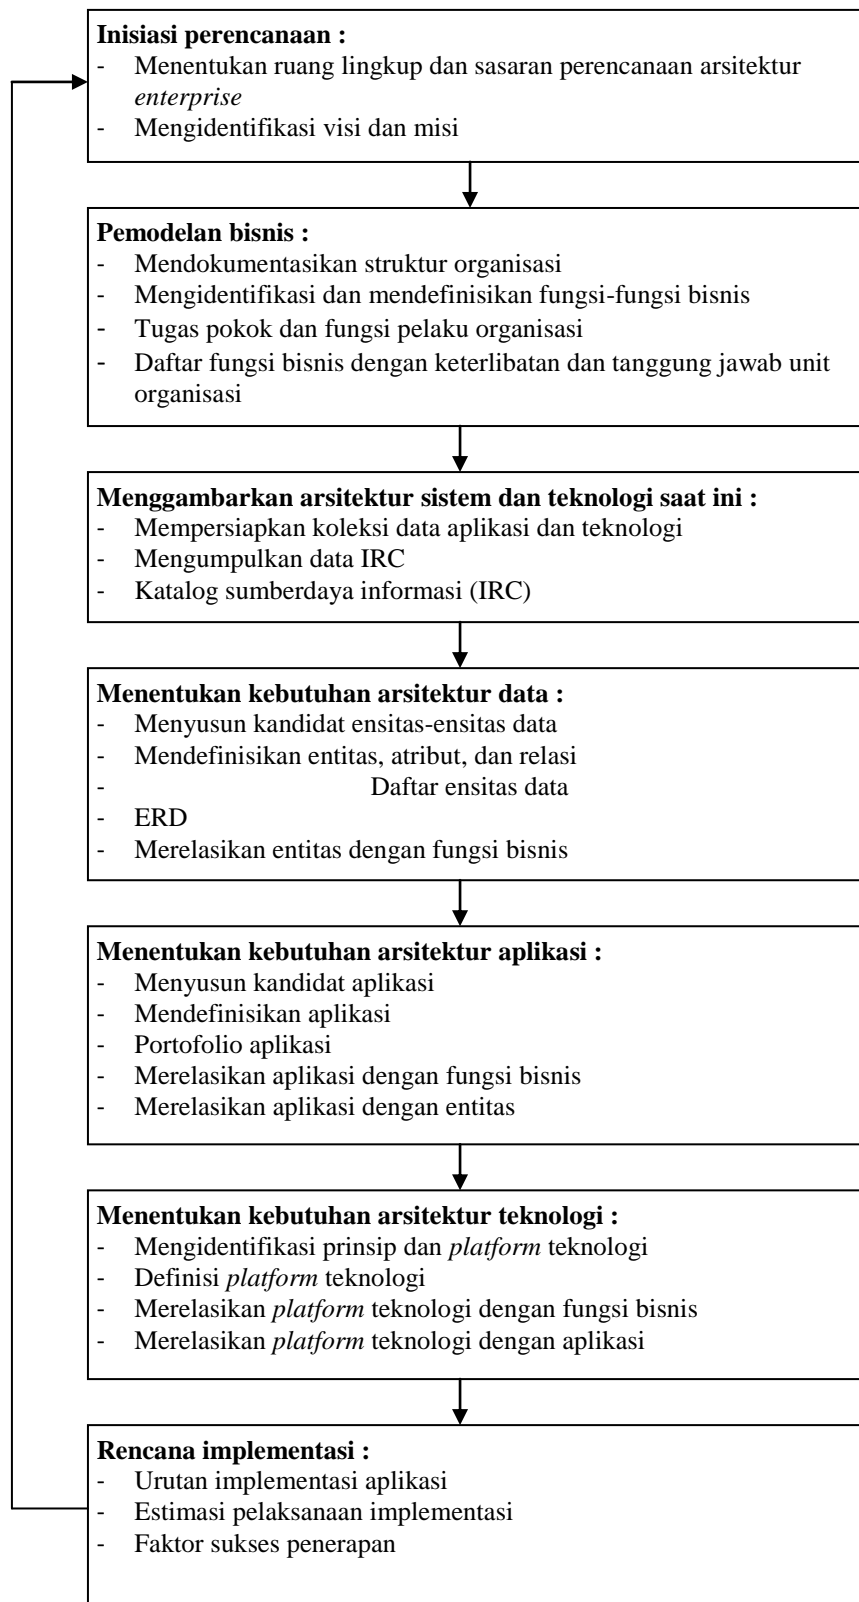 Inisiasi perencanaan :
- Menentukan ruang lingkup dan sasaran perencanaan arsitektur
enterprise
- Mengidentifikasi visi dan misi
Pemodelan bisnis :
- Mendokumentasikan struktur organisasi
- Mengidentifikasi dan mendefinisikan fungsi-fungsi bisnis
- Tugas pokok dan fungsi pelaku organisasi
- Daftar fungsi bisnis dengan keterlibatan dan tanggung jawab unit
organisasi
Menggambarkan arsitektur sistem dan teknologi saat ini :
- Mempersiapkan koleksi data aplikasi dan teknologi
- Mengumpulkan data IRC
- Katalog sumberdaya informasi (IRC)
Menentukan kebutuhan arsitektur data :
- Menyusun kandidat ensitas-ensitas data
- Mendefinisikan entitas, atribut, dan relasi
- Daftar ensitas data
- ERD
- Merelasikan entitas dengan fungsi bisnis
Menentukan kebutuhan arsitektur aplikasi :
- Menyusun kandidat aplikasi
- Mendefinisikan aplikasi
- Portofolio aplikasi
- Merelasikan aplikasi dengan fungsi bisnis
- Merelasikan aplikasi dengan entitas
Menentukan kebutuhan arsitektur teknologi :
- Mengidentifikasi prinsip dan platform teknologi
- Definisi platform teknologi
- Merelasikan platform teknologi dengan fungsi bisnis
- Merelasikan platform teknologi dengan aplikasi
Rencana implementasi :
- Urutan implementasi aplikasi
- Estimasi pelaksanaan implementasi
- Faktor sukses penerapan